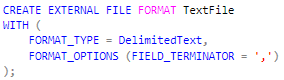 CREATE EXTERNAL FILE FORMAT TextFile
WITH (
    FORMAT_TYPE = DelimitedText,
    FORMAT_OPTIONS (FIELD_TERMINATOR = ',')
);